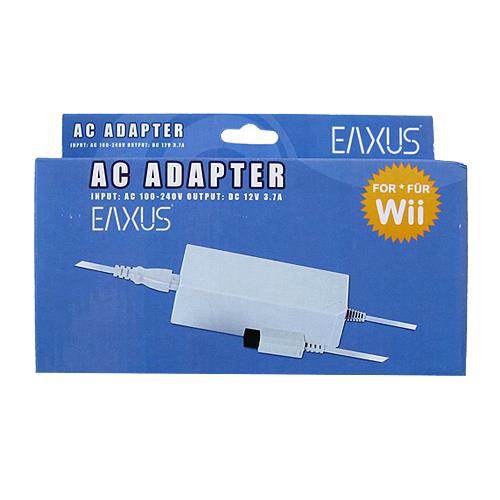 AC ADAPTER
INPUT: AC 100-240V OUTPUT: DC 12V 3.7A
EAXUS
AC ADAPTER
INPUT: AC 100-240V OUTPUT: DC 12V 3.7A
EAXUS
FOR * FÜR
Wii